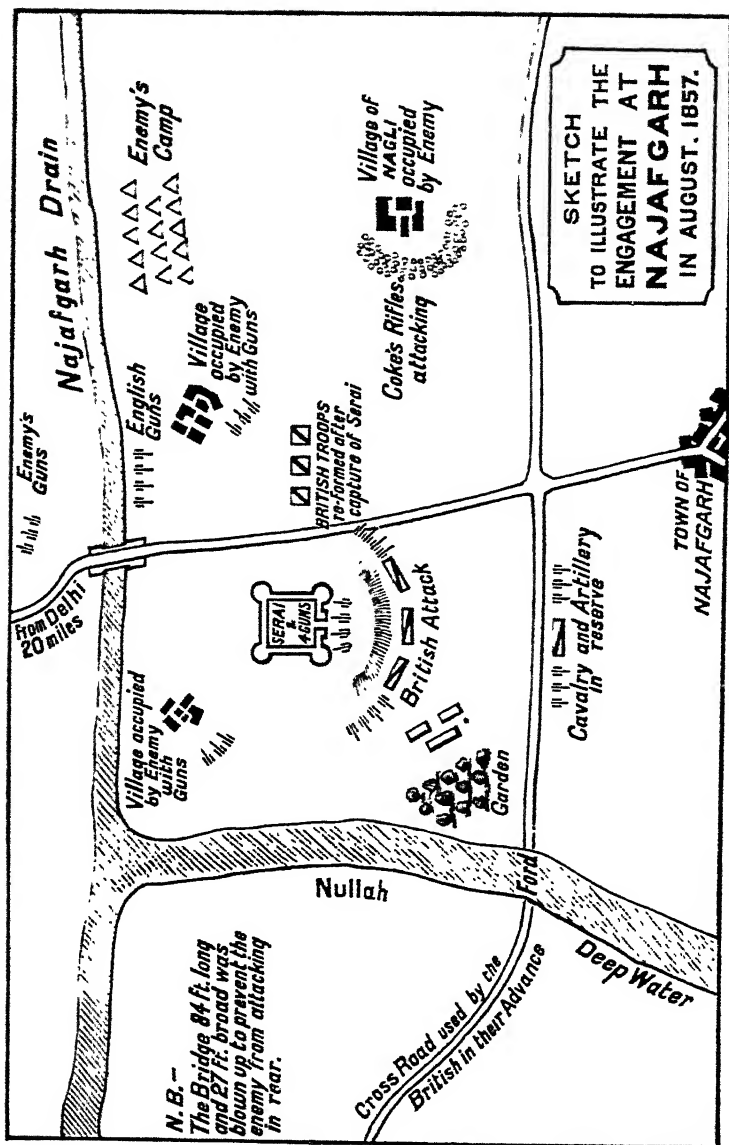 SKETCH
TO ILLUSTRATE THE
ENGAGEMENT AT
NAJAFGARH
IN AUGUST. 1857.
Najafgarh Drain
Enemy's
Guns
From Delhi
20 miles
English
Guns
Enemy's
Camp
Village
occupied
by Enemy
with Guns
Village of
NAGLI
occupied
by Enemy
Coke's Rifles
attacking
BRITISH TROOPS
re-formed after
capture of Serai
SERAI
&
4 GUNS
British Attack
Village occupied
by Enemy
with
Guns
Garden
Cavalry and Artillery
in reserve
TOWN OF
NAJAFGARH
Nullah
Ford
Deep Water
Cross Road used by the
British in their Advance
N.B.-
The Bridge 84 ft. long
and 27 ft. broad was
blown up to prevent the
enemy from attacking
in rear.